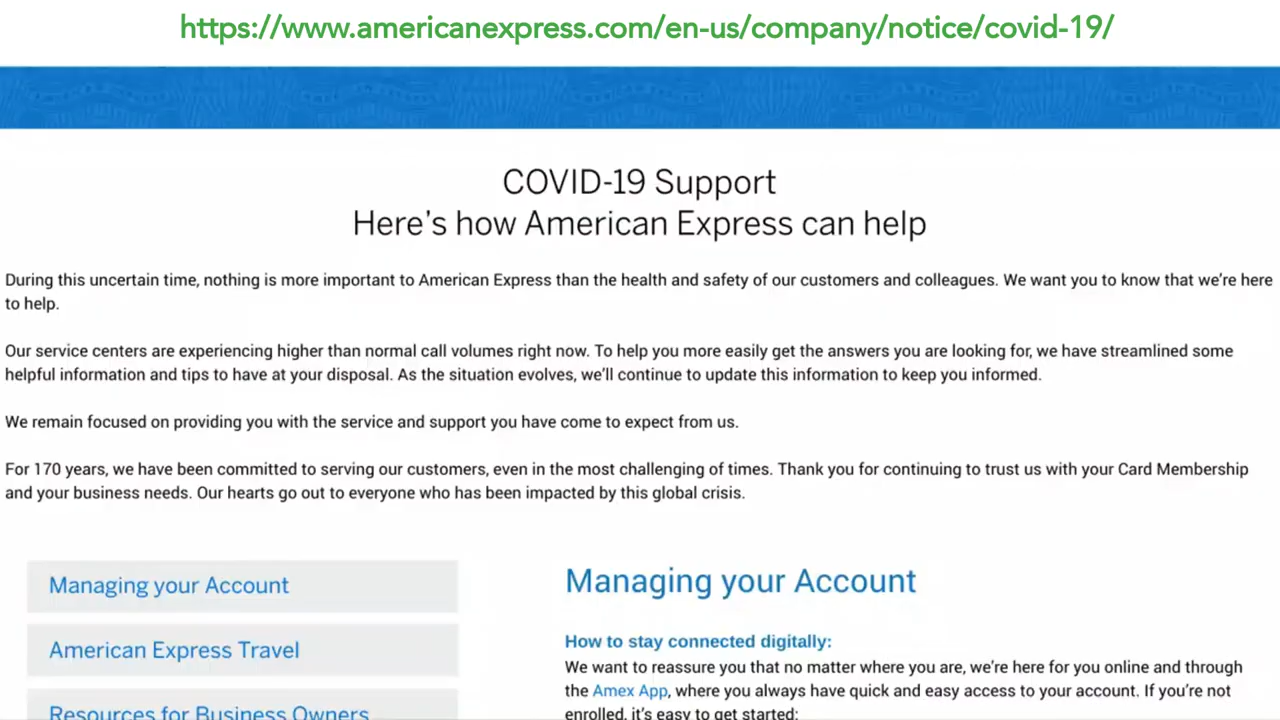 https://www.americanexpress.com/en-us/company/notice/covid-19/
COVID-19 Support
Here's how American Express can help
During this uncertain time, nothing is more important to American Express than the health and safety of our customers and colleagues. We want you to know that we're here
to help.
Our service centers are experiencing higher than normal call volumes right now. To help you more easily get the answers you are looking for, we have streamlined some
helpful information and tips to have at your disposal. As the situation evolves, we'll continue to update this information to keep you informed.
We remain focused on providing you with the service and support you have come to expect from us.
For 170 years, we have been committed to serving our customers, even in the most challenging of times. Thank you for continuing to trust us with your Card Membership
and your business needs. Our hearts go out to everyone who has been impacted by this global crisis.
Managing your Account
American Express Travel
Resources for Business Owners
Managing your Account
How to stay connected digitally:
We want to reassure you that no matter where you are, we're here for you online and through
the Amex App, where you always have quick and easy access to your account. If you're not
enrolled, it's easy to get started: